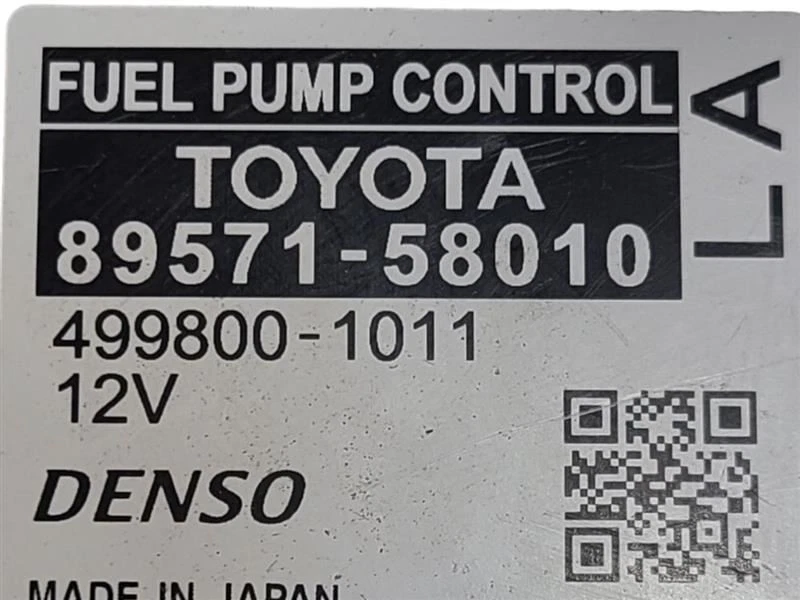 FUEL PUMP CONTROL
TOYOTA
89571-58010
LA
499800-1011
12V
DENSO
MADE IN JAPAN